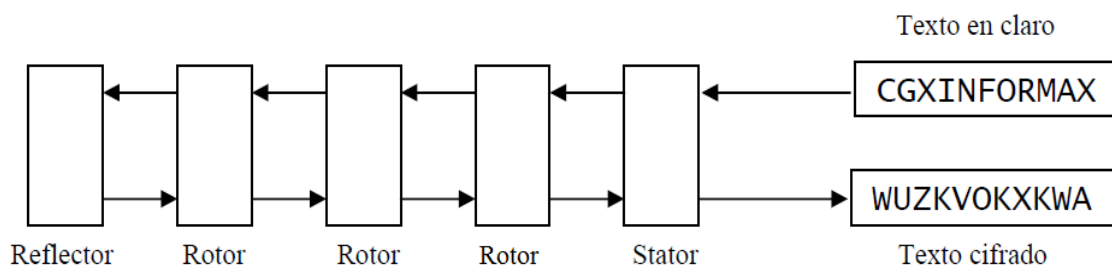 Texto en claro
CGXINFORMAX
WUZKVOKXKWA
Reflector Rotor Rotor Rotor Stator Texto cifrado